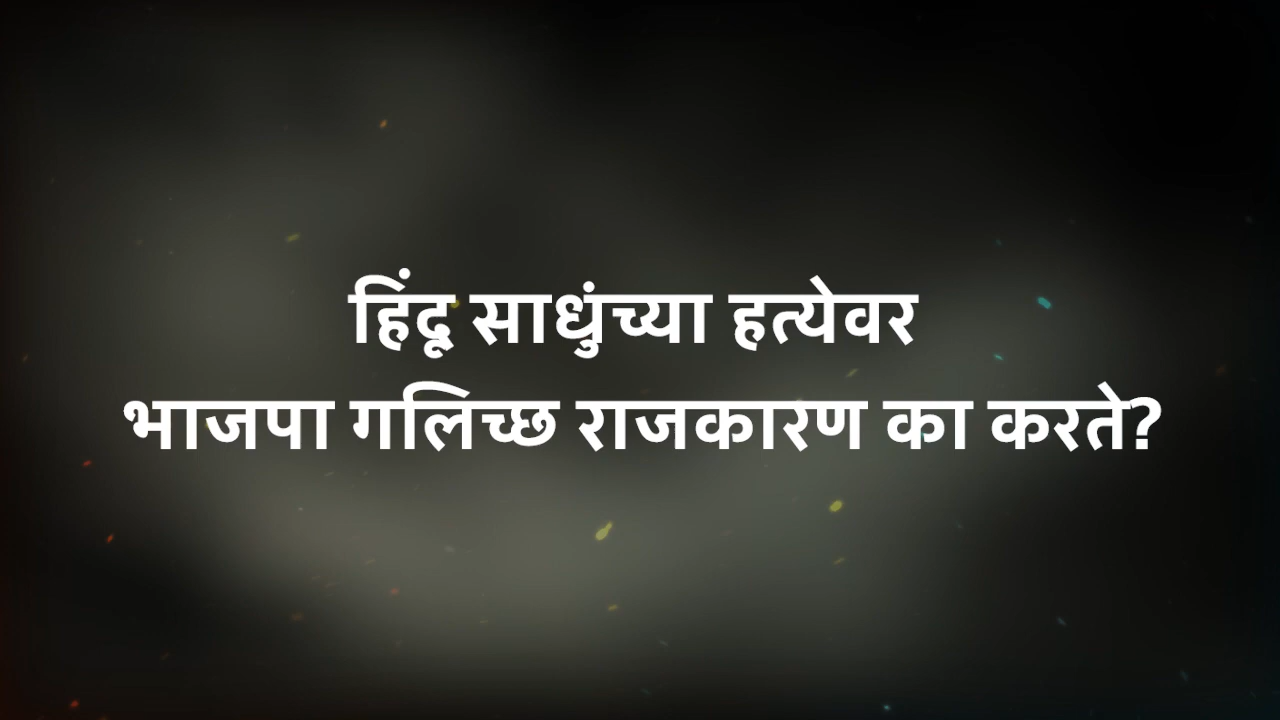 हिंदू साधुंच्या हत्येवर
भाजपा गलिच्छ राजकारण का करते?